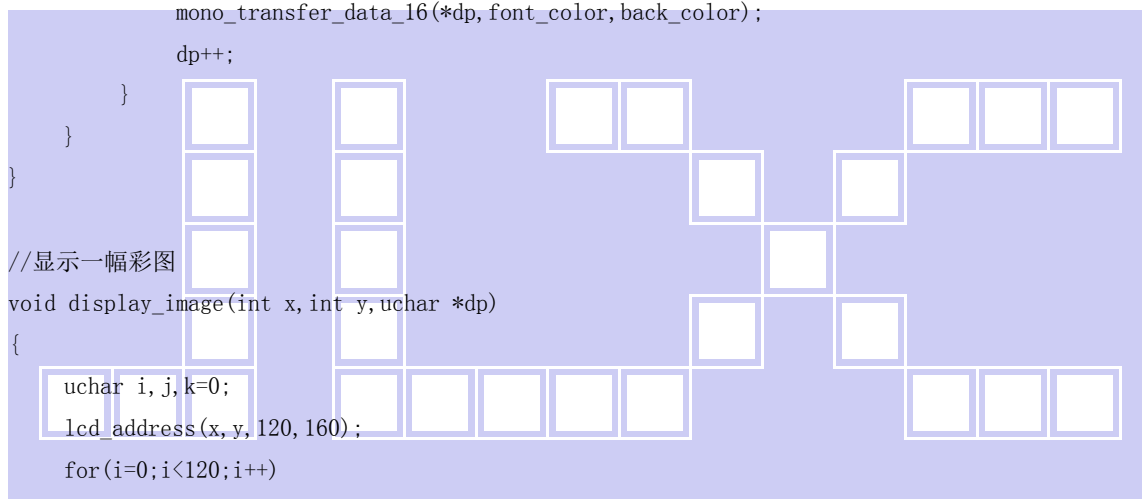 mono_transfer_data_16(*dp,font_color,back_color);
dp++;
}
}
}
//显示一幅彩图
void display_image(int x,int y,uchar *dp)
{
uchar i,j,k=0;
lcd_address(x,y,120,160);
for(i=0;i<120;i++)